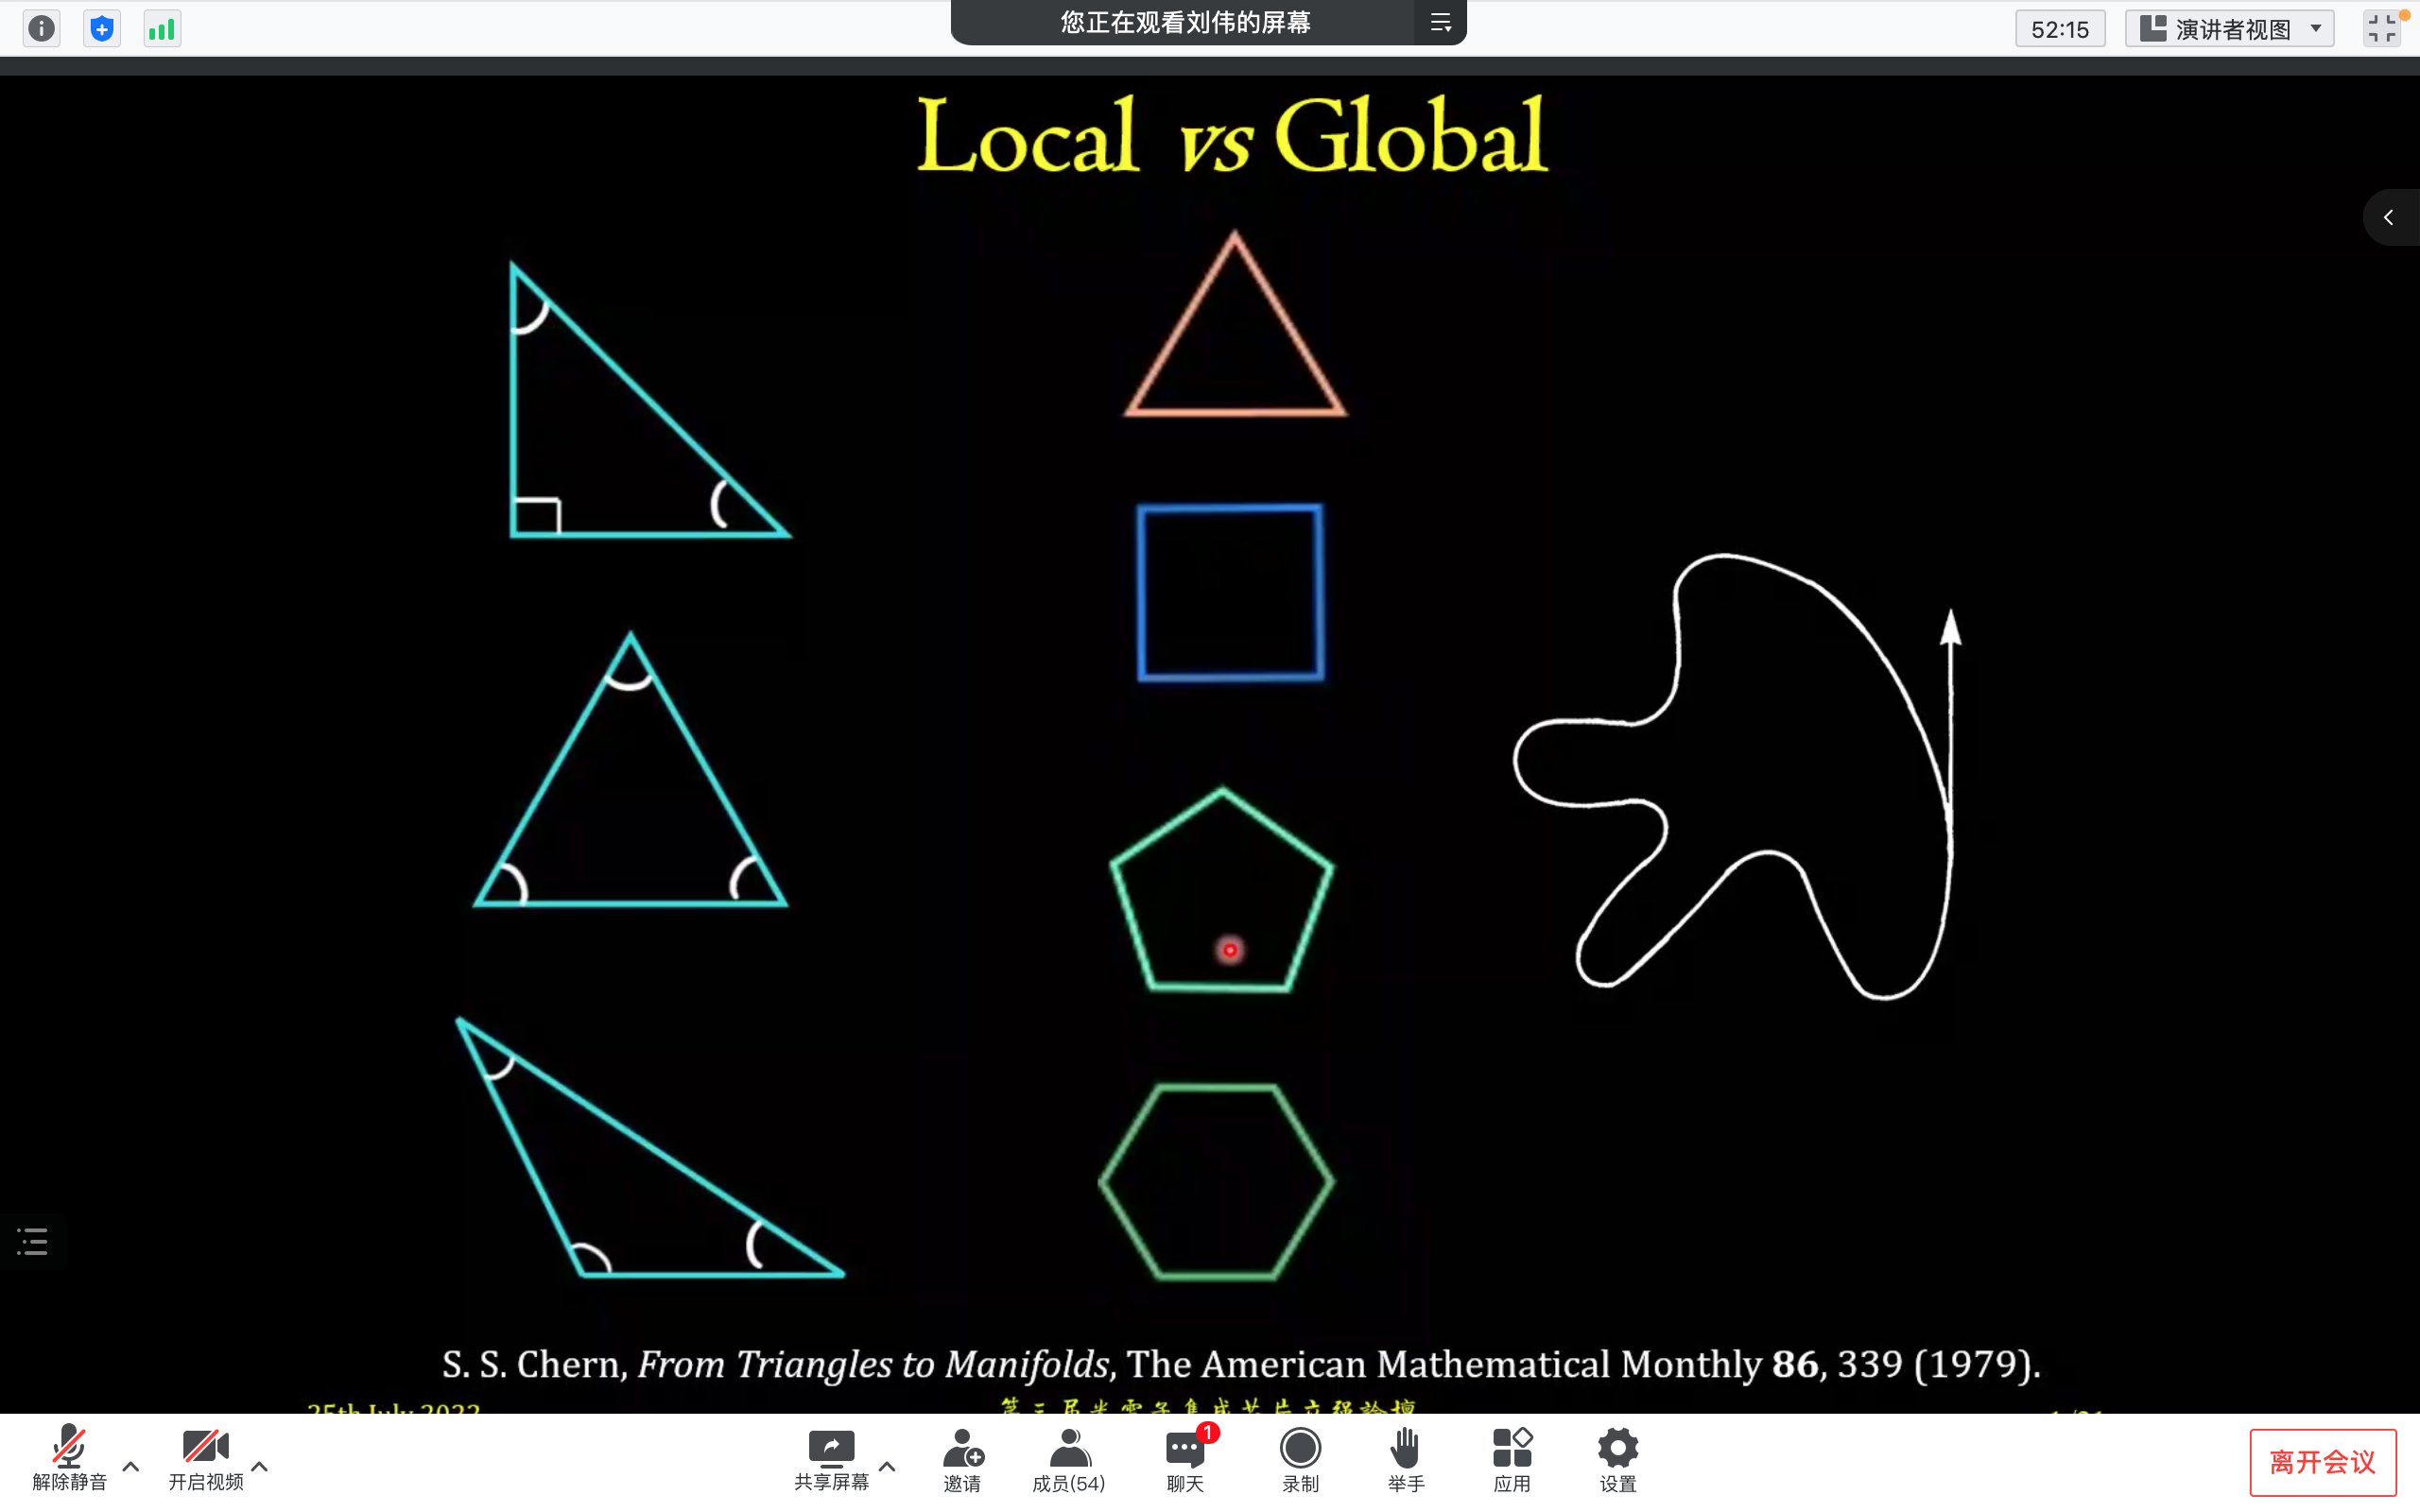 您正在观看刘伟的屏幕
52:15
演讲者视图
Local vs Global
S. S. Chern, From Triangles to Manifolds, The American Mathematical Monthly 86, 339 (1979).
解除静音
开启视频
共享屏幕
邀请
成员(54)
1
聊天
录制
举手
应用
设置
离开会议